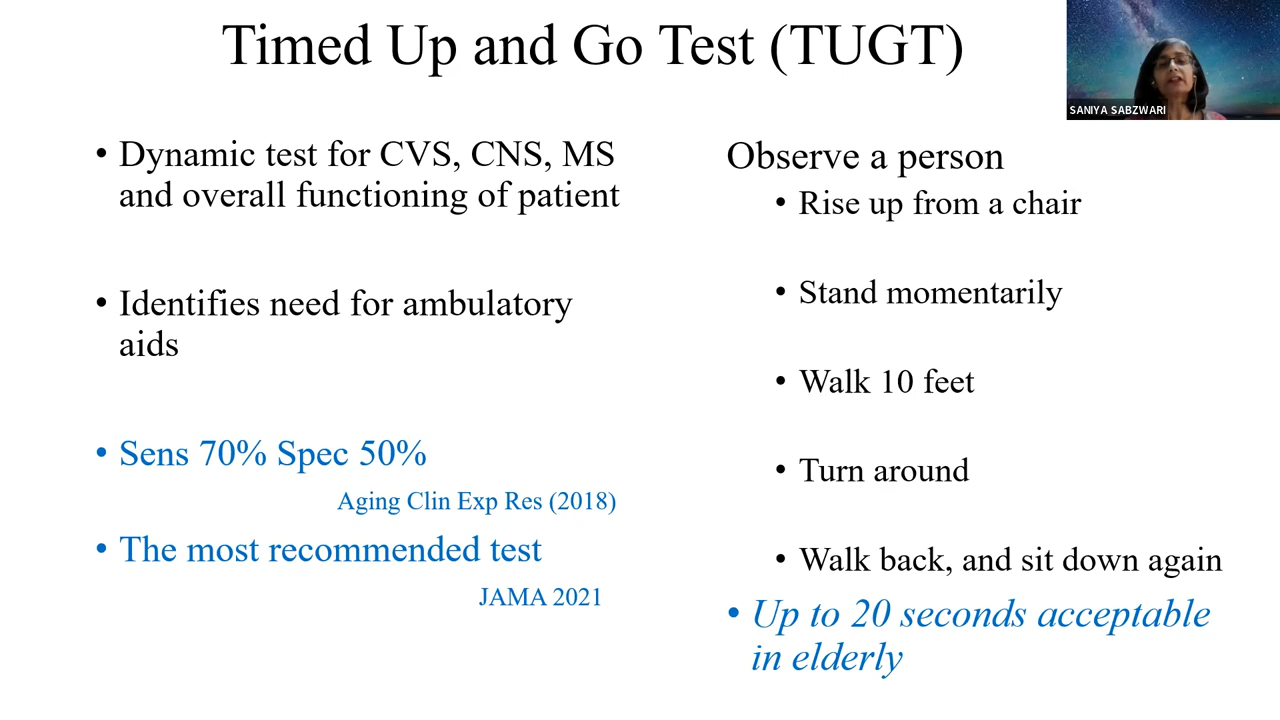 Timed Up and Go Test (TUGT)
SANIYA SABZWARI
• Dynamic test for CVS, CNS, MS
and overall functioning of patient
• Identifies need for ambulatory
aids
• Sens 70% Spec 50%
Aging Clin Exp Res (2018)
• The most recommended test
JAMA 2021
Observe a person
• Rise up from a chair
• Stand momentarily
• Walk 10 feet
• Turn around
• Walk back, and sit down again
• Up to 20 seconds acceptable
in elderly